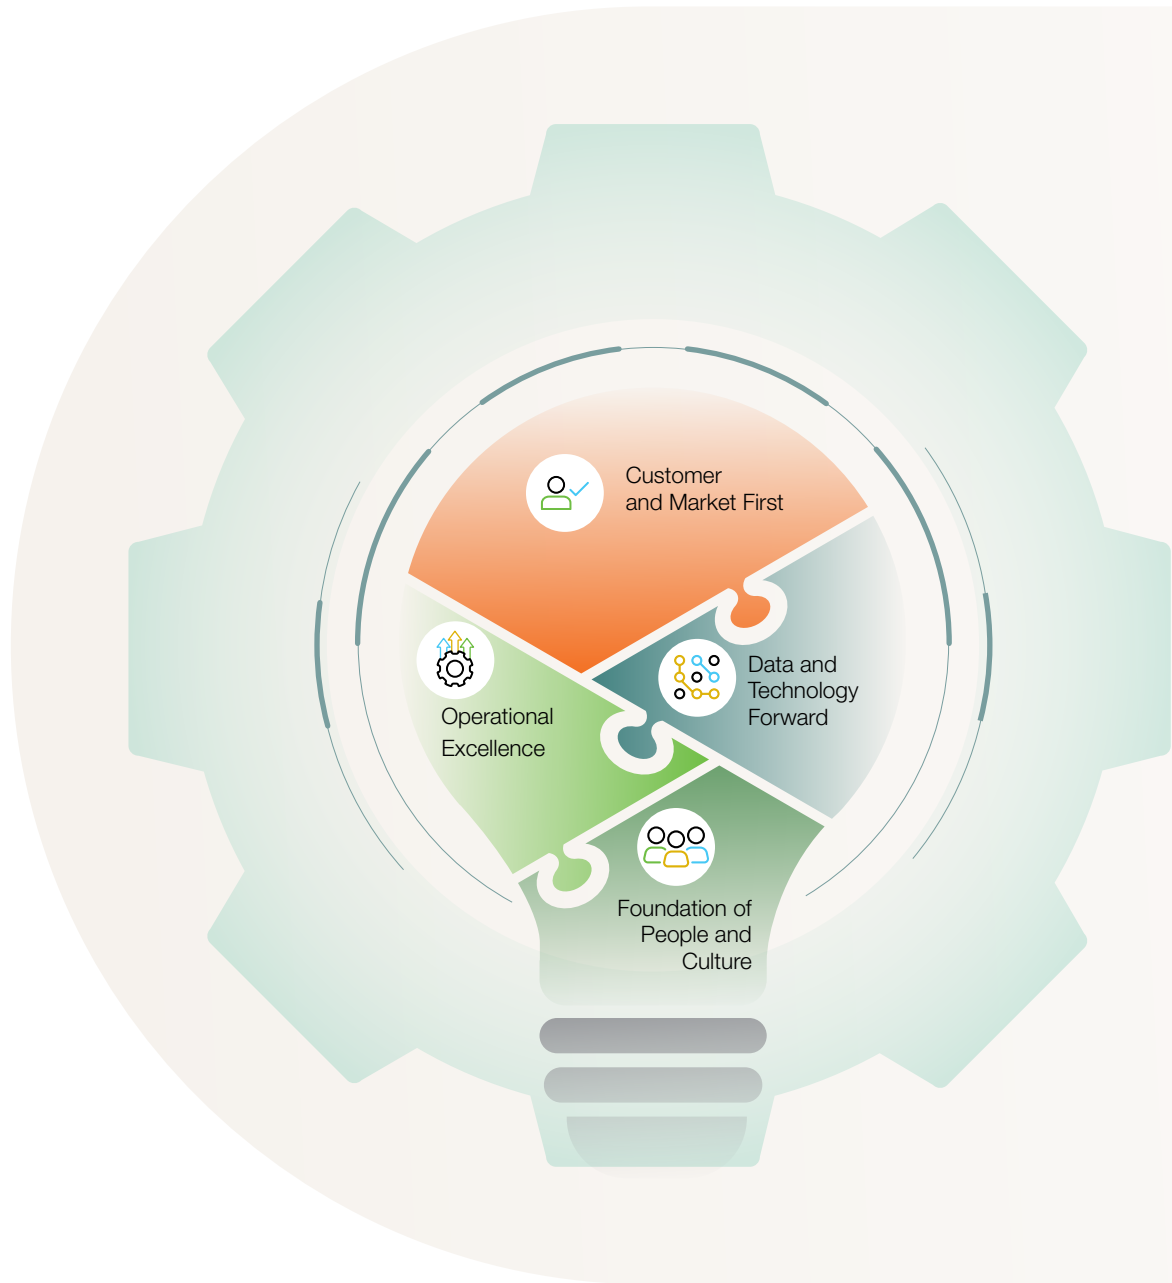 Customer
and Market First
Data and
Technology
Forward
Operational
Excellence
Foundation of
People and
Culture